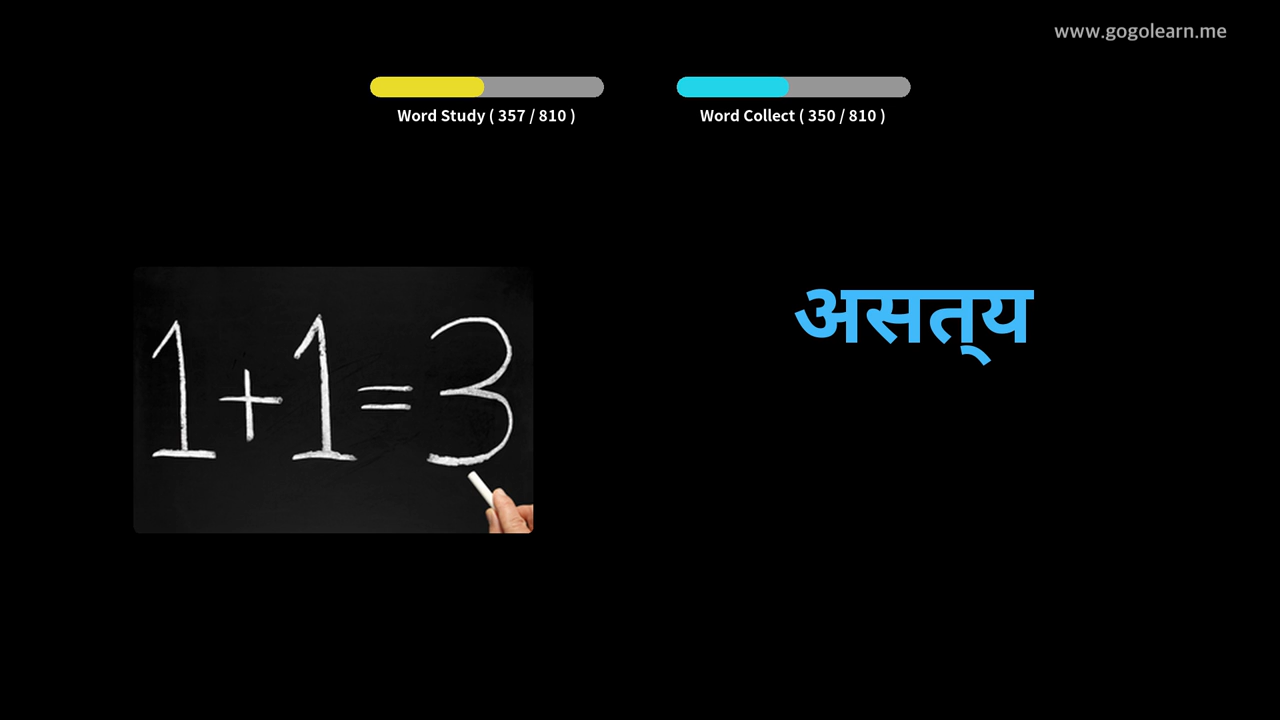 www.gogolearn.me
Word Study ( 357 / 810 )
Word Collect ( 350 / 810 )
1+1=3
असत्‌य